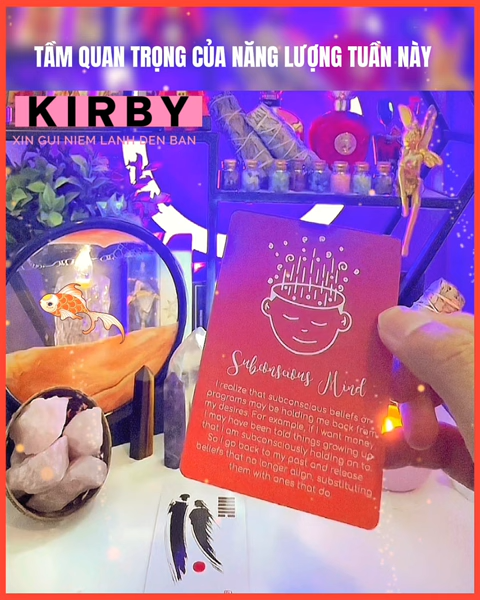 TẦM QUAN TRỌNG CỦA NĂNG LƯỢNG TUẦN NÀY
KIRBY
XIN GUI NIEM LANH DEN BAN
Subconscious Mind
I realize that subconscious beliefs or
programs may be holding me back from
my desires. For example, if I want money,
I may have been told things growing up
that I am subconsciously holding on to.
So I go back to my past and release
beliefs that no longer align, substituting
them with ones that do.